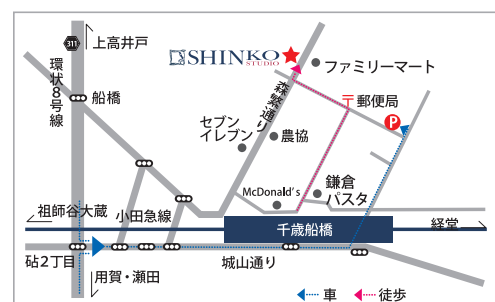 311
上高井戸
環状8号線
船橋
SHINKO
STUDIO
ファミリーマート
森繁通り
〒郵便局
P
セブン
イレブン
農協
McDonald's
鎌倉
パスタ
祖師谷大蔵
小田急線
千歳船橋
経堂
砧2丁目
城山通り
用賀・瀬田
車
徒歩